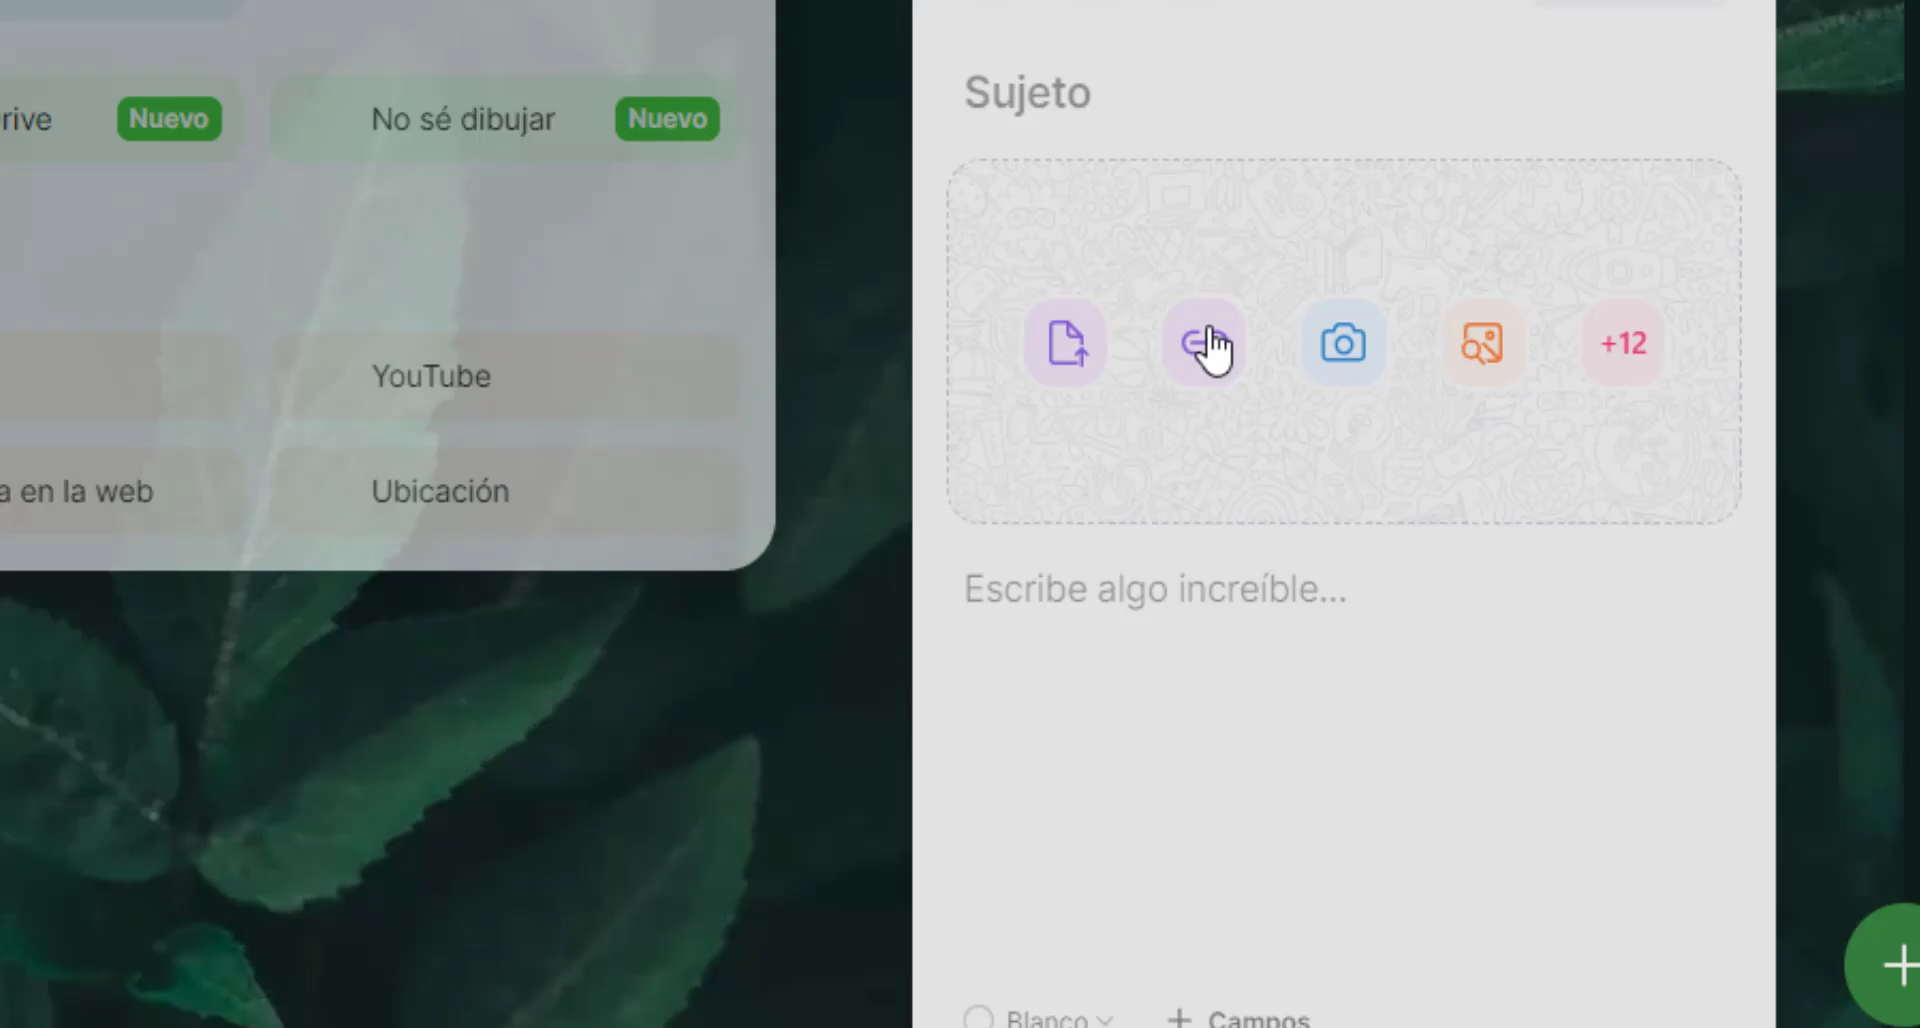 rive
Nuevo
No sé dibujar
Nuevo
YouTube
a en la web
Ubicación
Sujeto
+12
Escribe algo increíble...
Blanco
+ Campos